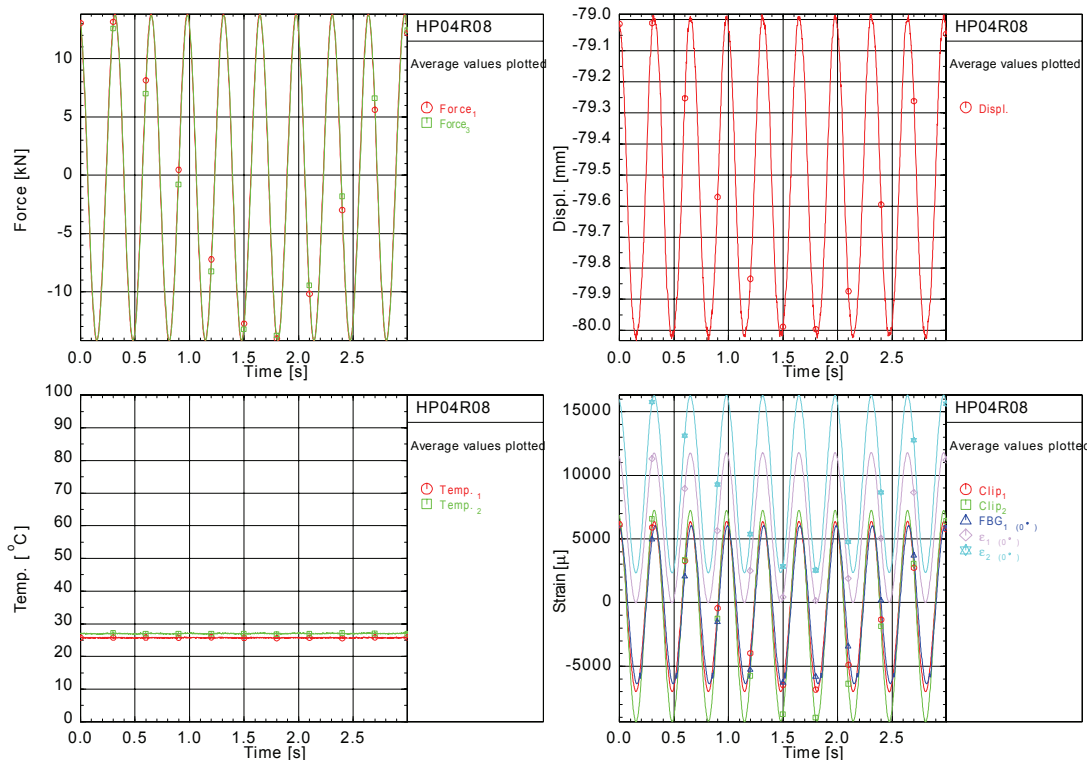 HP04R08
Average values plotted
Force₁
Force₃
Force [kN]
10
5
0
-5
-10
0.0 0.5 1.0 1.5 2.0 2.5
Time [s]
HP04R08
Average values plotted
Displ.
Displ. [mm]
-79.0
-79.1
-79.2
-79.3
-79.4
-79.5
-79.6
-79.7
-79.8
-79.9
-80.0
0.0 0.5 1.0 1.5 2.0 2.5
Time [s]
HP04R08
Average values plotted
Temp. ₁
Temp. ₂
Temp. [ °C]
100
90
80
70
60
50
40
30
20
10
0
0.0 0.5 1.0 1.5 2.0 2.5
Time [s]
HP04R08
Average values plotted
Clip₁
Clip₂
FBG₁ (0°)
ε₁ (0°)
ε₂ (0°)
Strain [µ]
15000
10000
5000
0
-5000
0.0 0.5 1.0 1.5 2.0 2.5
Time [s]